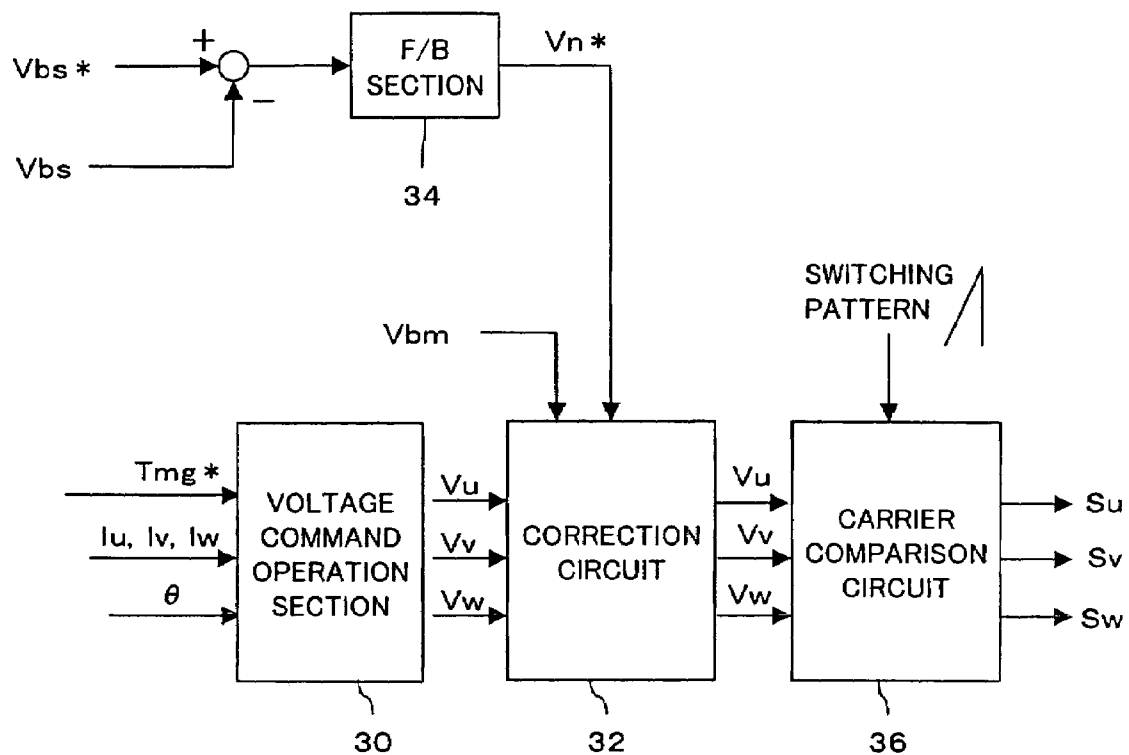 Vbs*
+
−
Vbs
F/B
SECTION
34
Vn*
SWITCHING
PATTERN
Vbm
Tmg*
Iu, Iv, Iw
θ
VOLTAGE
COMMAND
OPERATION
SECTION
30
Vu
Vv
Vw
CORRECTION
CIRCUIT
32
Vu
Vv
Vw
CARRIER
COMPARISON
CIRCUIT
36
Su
Sv
Sw